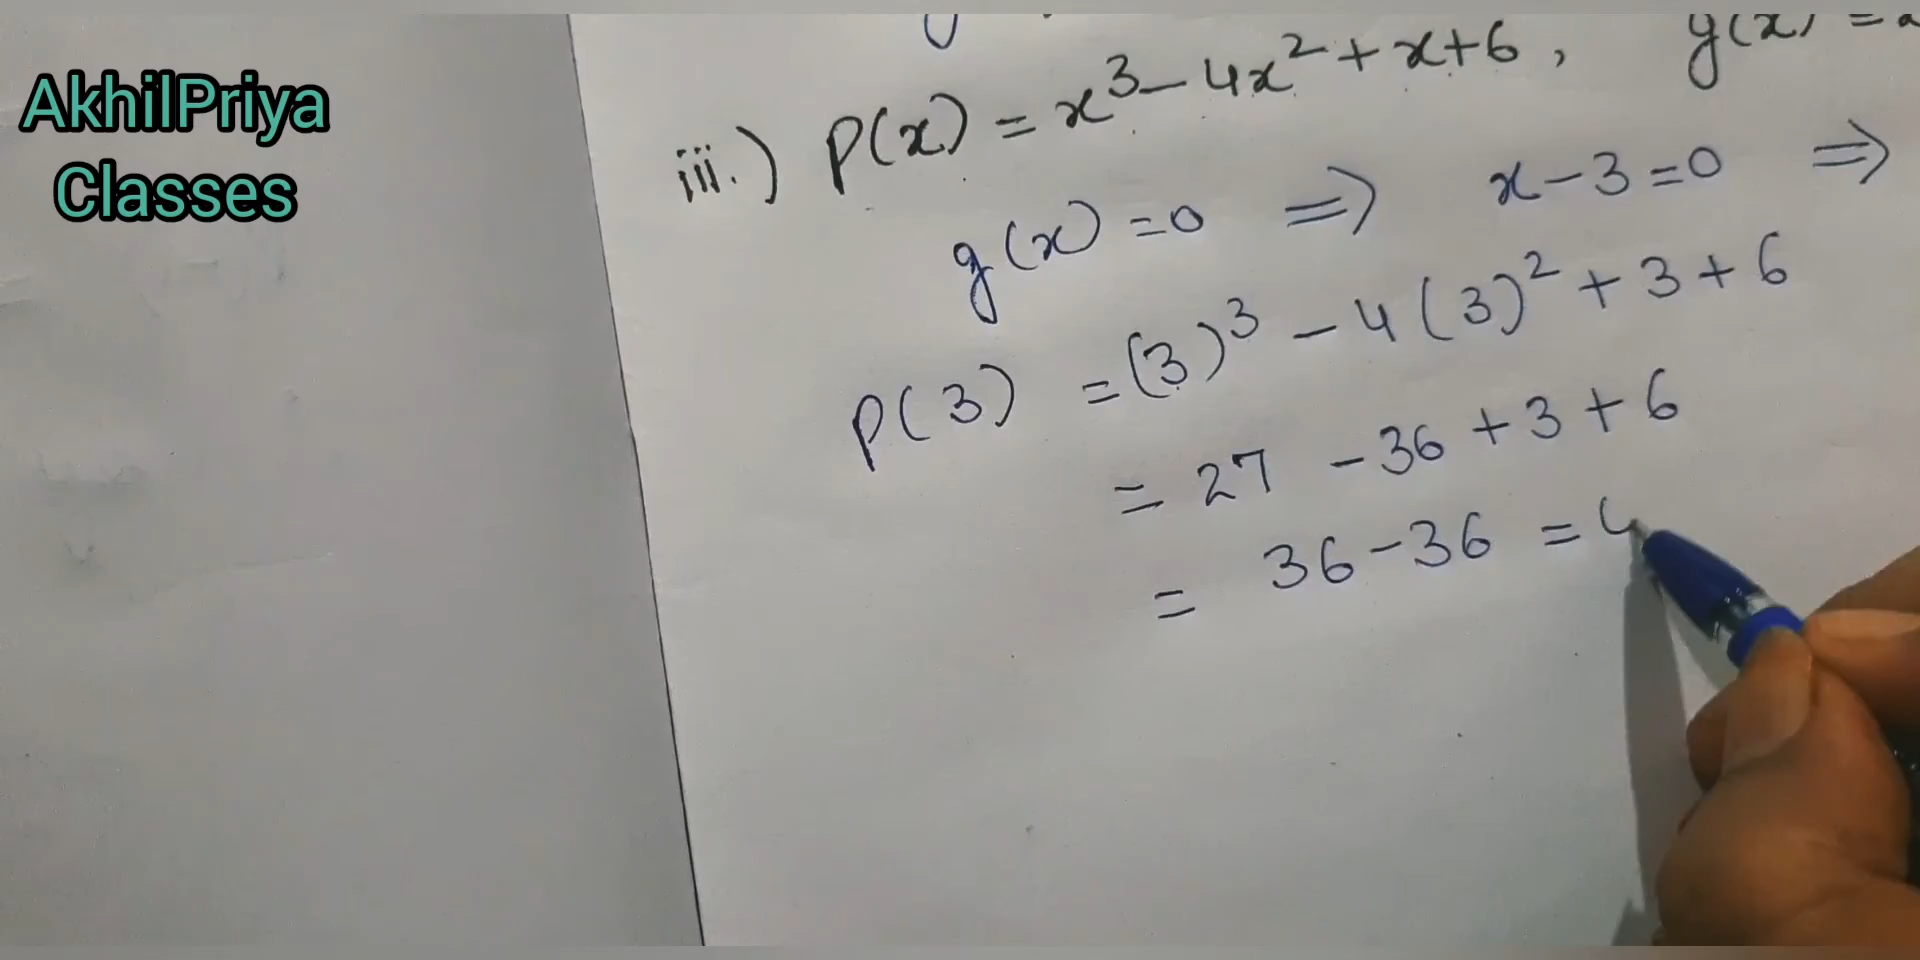 AkhilPriya
Classes
iii.) P(x) = x³ - 4x² + x + 6 , g(x) =
g(x) = 0 ⇒ x - 3 = 0 ⇒
P(3) = (3)³ - 4(3)² + 3 + 6
= 27 - 36 + 3 + 6
= 36 - 36 =